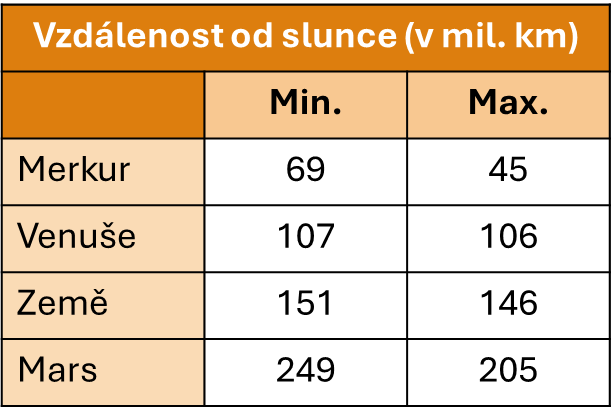 Vzdálenost od slunce (v mil. km)
Min. Max.
Merkur 69 45
Venuše 107 106
Země 151 146
Mars 249 205